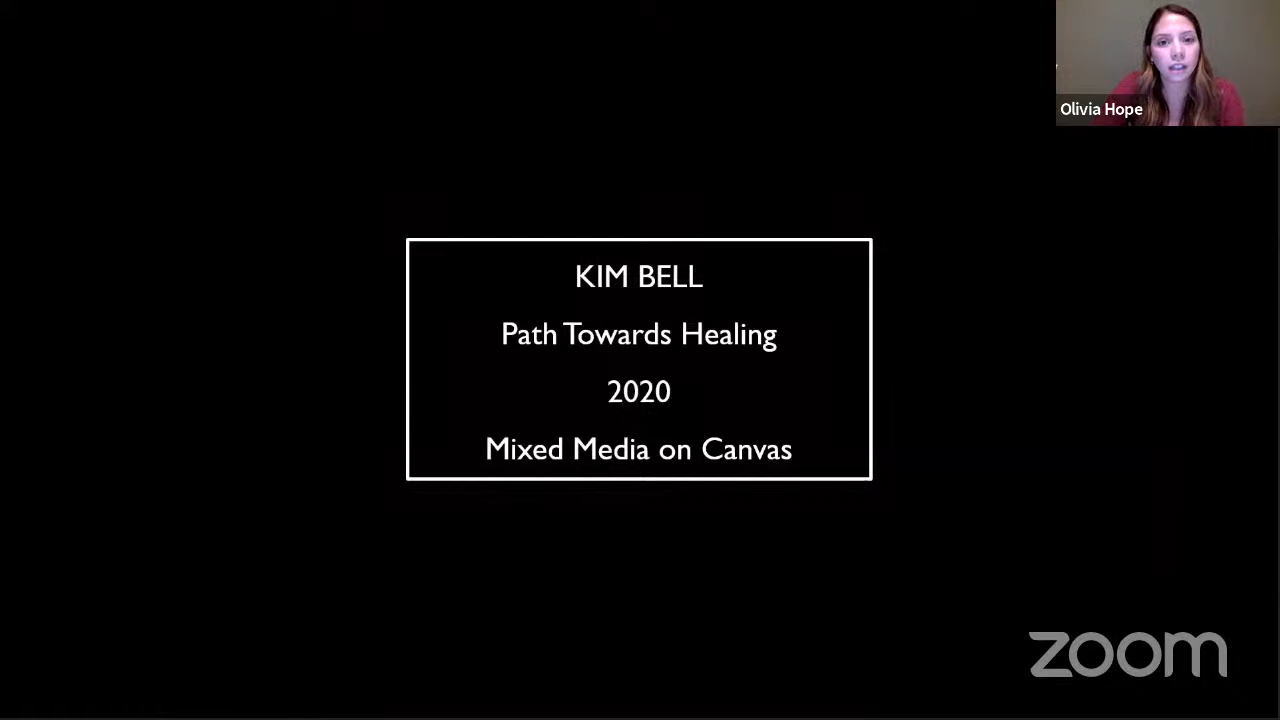 Olivia Hope
KIM BELL
Path Towards Healing
2020
Mixed Media on Canvas
zoom